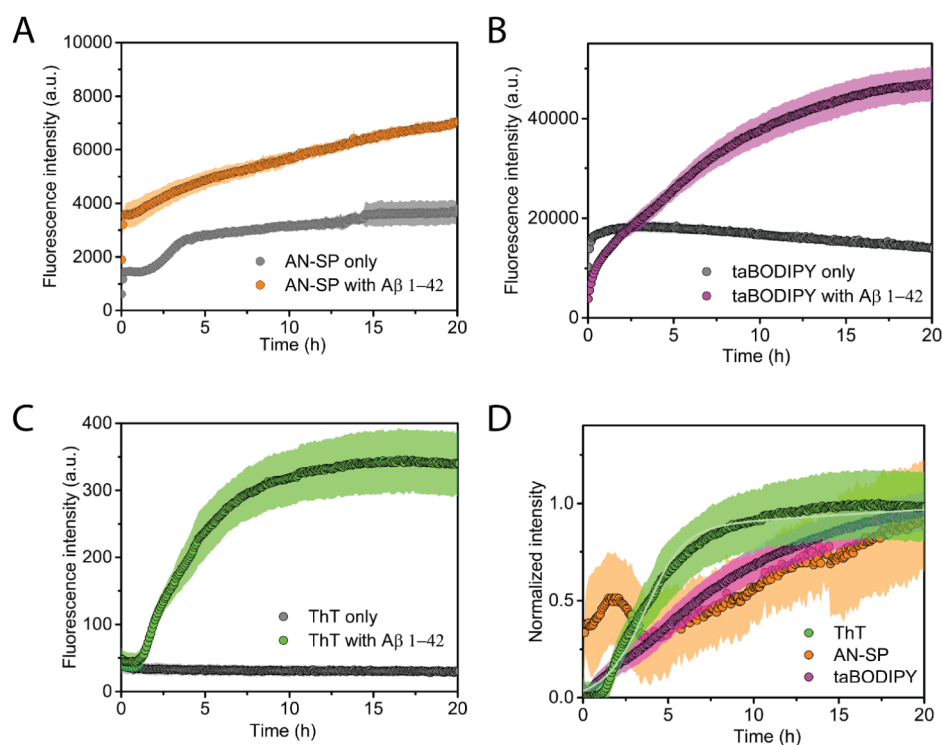 A
Fluorescence intensity (a.u.)
10000
8000
6000
4000
2000
0
AN-SP only
AN-SP with Aβ 1–42
0
5
10
15
20
Time (h)
B
Fluorescence intensity (a.u.)
40000
20000
0
taBODIPY only
taBODIPY with Aβ 1–42
0
5
10
15
20
Time (h)
C
Fluorescence intensity (a.u.)
400
300
200
100
0
ThT only
ThT with Aβ 1–42
0
5
10
15
20
Time (h)
D
Normalized intensity
1.0
0.5
0.0
ThT
AN-SP
taBODIPY
0
5
10
15
20
Time (h)